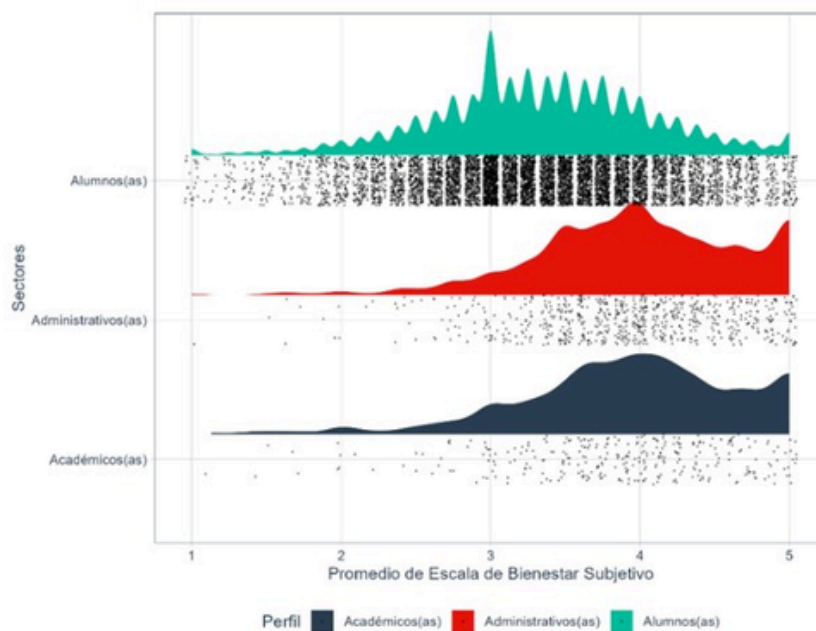 Sectores
Alumnos(as)
Administrativos(as)
Académicos(as)
1 2 3 4 5
Promedio de Escala de Bienestar Subjetivo
Perfil Académicos(as) Administrativos(as) Alumnos(as)